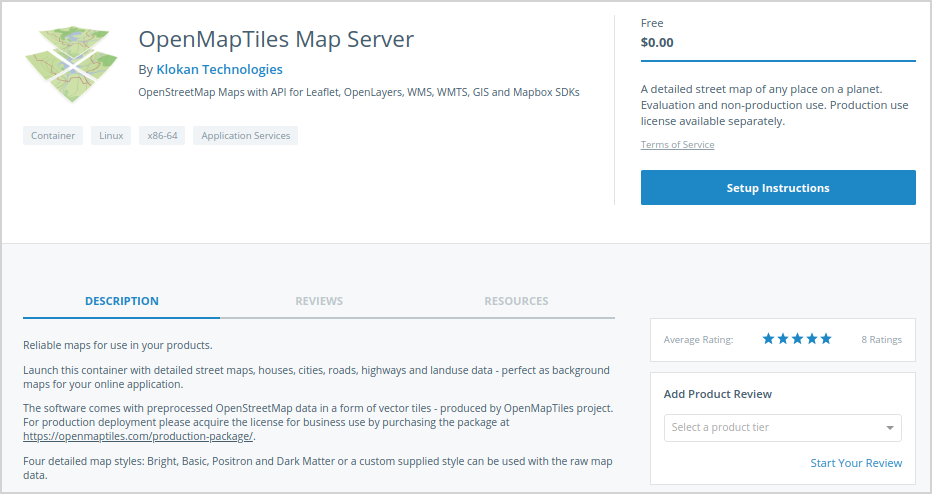 OpenMapTiles Map Server
By Klokan Technologies
OpenStreetMap Maps with API for Leaflet, OpenLayers, WMS, WMTS, GIS and Mapbox SDKs
Container Linux x86-64 Application Services
Free
$0.00
A detailed street map of any place on a planet.
Evaluation and non-production use. Production use
license available separately.
Terms of Service
Setup Instructions
DESCRIPTION REVIEWS RESOURCES
Reliable maps for use in your products.
Launch this container with detailed street maps, houses, cities, roads, highways and landuse data - perfect as background
maps for your online application.
The software comes with preprocessed OpenStreetMap data in a form of vector tiles - produced by OpenMapTiles project.
For production deployment please acquire the license for business use by purchasing the package at
https://openmaptiles.com/production-package/.
Four detailed map styles: Bright, Basic, Positron and Dark Matter or a custom supplied style can be used with the raw map
data.
Average Rating: 8 Ratings
Add Product Review
Select a product tier
Start Your Review